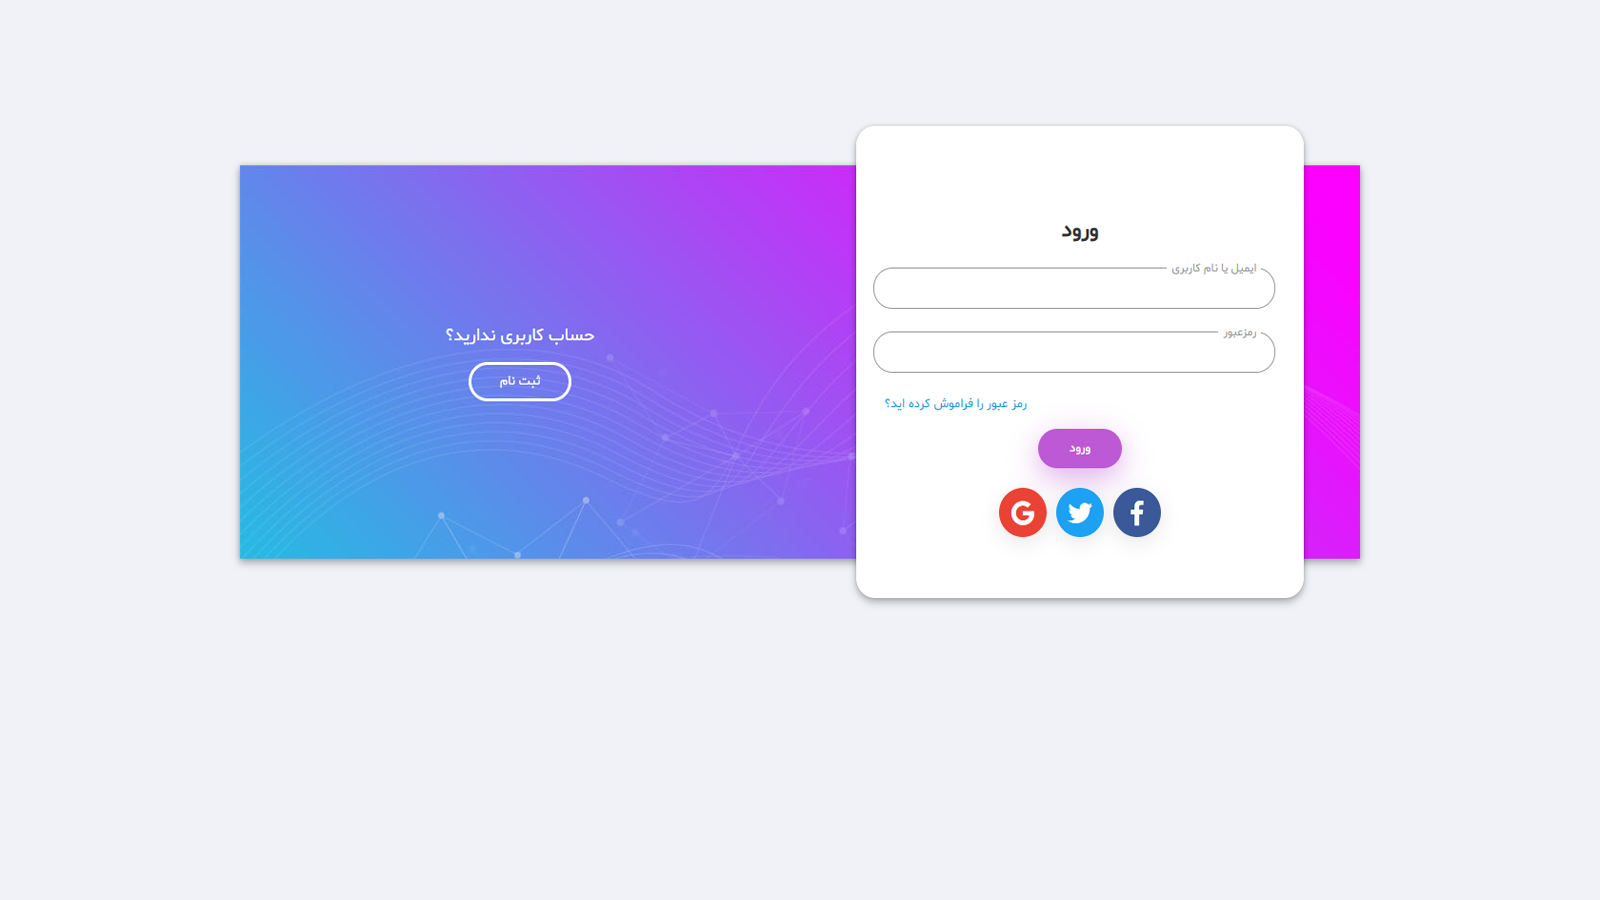 ورود
ایمیل یا نام کاربری
رمزعبور
رمز عبور را فراموش کرده اید؟
ورود
حساب کاربری ندارید؟
ثبت نام